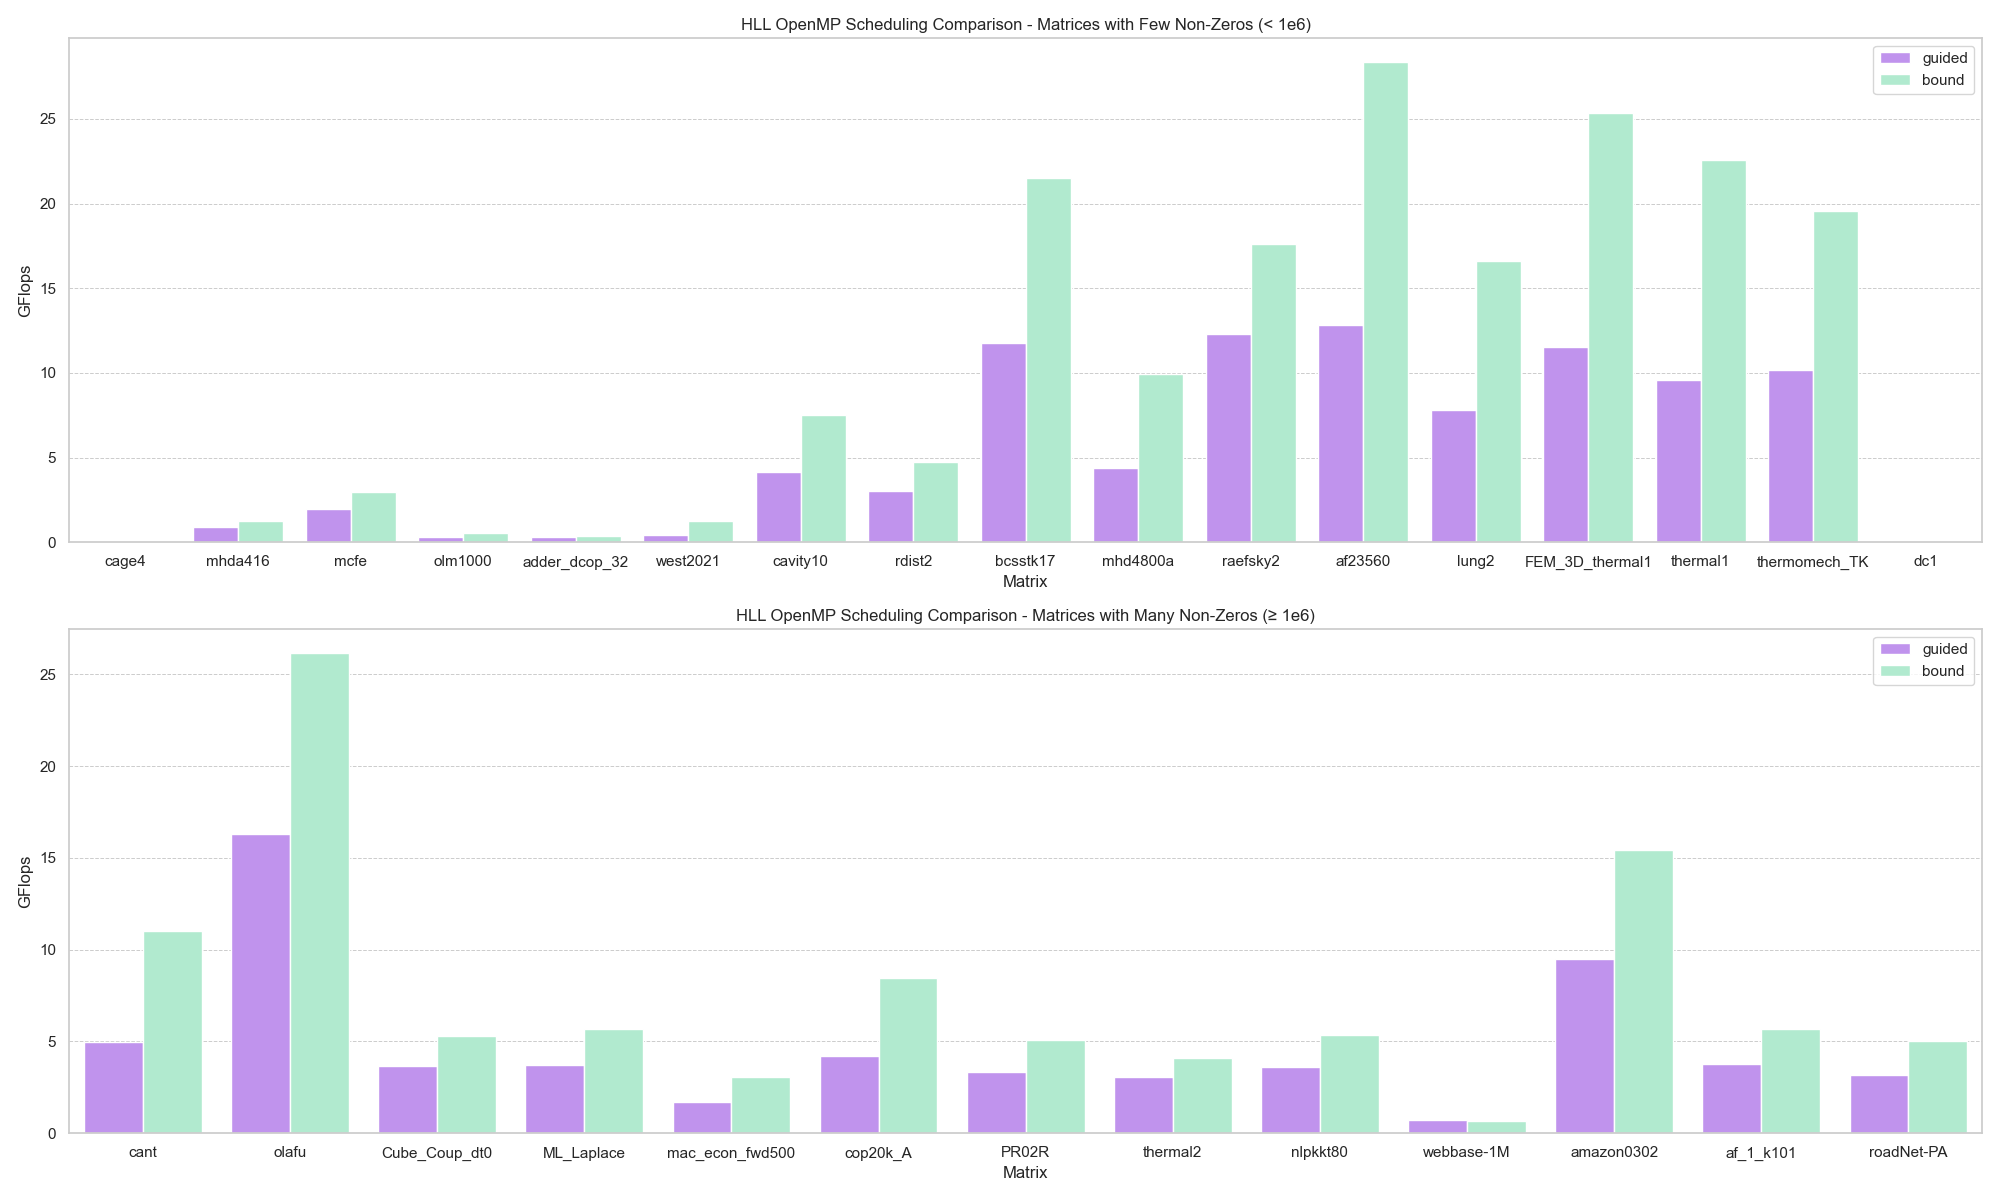 HLL OpenMP Scheduling Comparison - Matrices with Few Non-Zeros (< 1e6)
guided
bound
GFlops
25
20
15
10
5
0
cage4 mhda416 mcfe olm1000 adder_dcop_32 west2021 cavity10 rdist2 bcsstk17 mhd4800a raefsky2 af23560 lung2 FEM_3D_thermal1 thermal1 thermomech_TK dc1
Matrix
HLL OpenMP Scheduling Comparison - Matrices with Many Non-Zeros (≥ 1e6)
guided
bound
GFlops
25
20
15
10
5
0
cant olafu Cube_Coup_dt0 ML_Laplace mac_econ_fwd500 cop20k_A PR02R thermal2 nlpkkt80 webbase-1M amazon0302 af_1_k101 roadNet-PA
Matrix